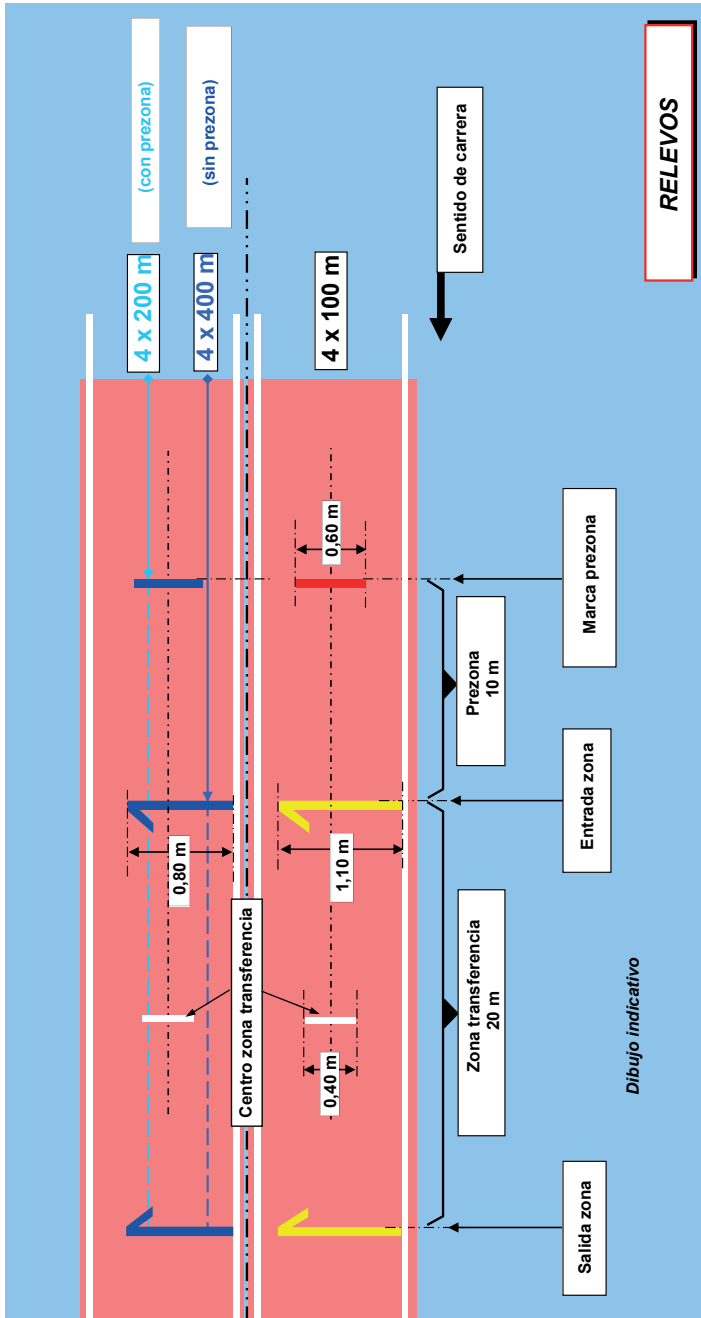 4 x 200 m
(con prezona)
4 x 400 m
(sin prezona)
0,80 m
Centro zona transferencia
4 x 100 m
0,60 m
1,10 m
0,40 m
Sentido de carrera
Prezona
10 m
Zona transferencia
20 m
Salida zona
Entrada zona
Marca prezona
Dibujo indicativo
RELEVOS